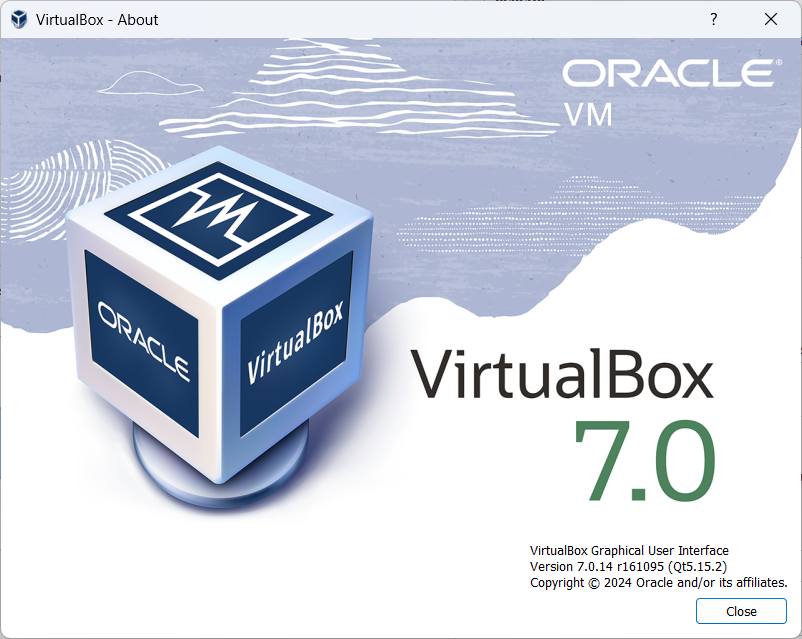 VirtualBox - About
ORACLE®
VM
ORACLE
VirtualBox
VirtualBox
7.0
VirtualBox Graphical User Interface
Version 7.0.14 r161095 (Qt5.15.2)
Copyright © 2024 Oracle and/or its affiliates.
Close